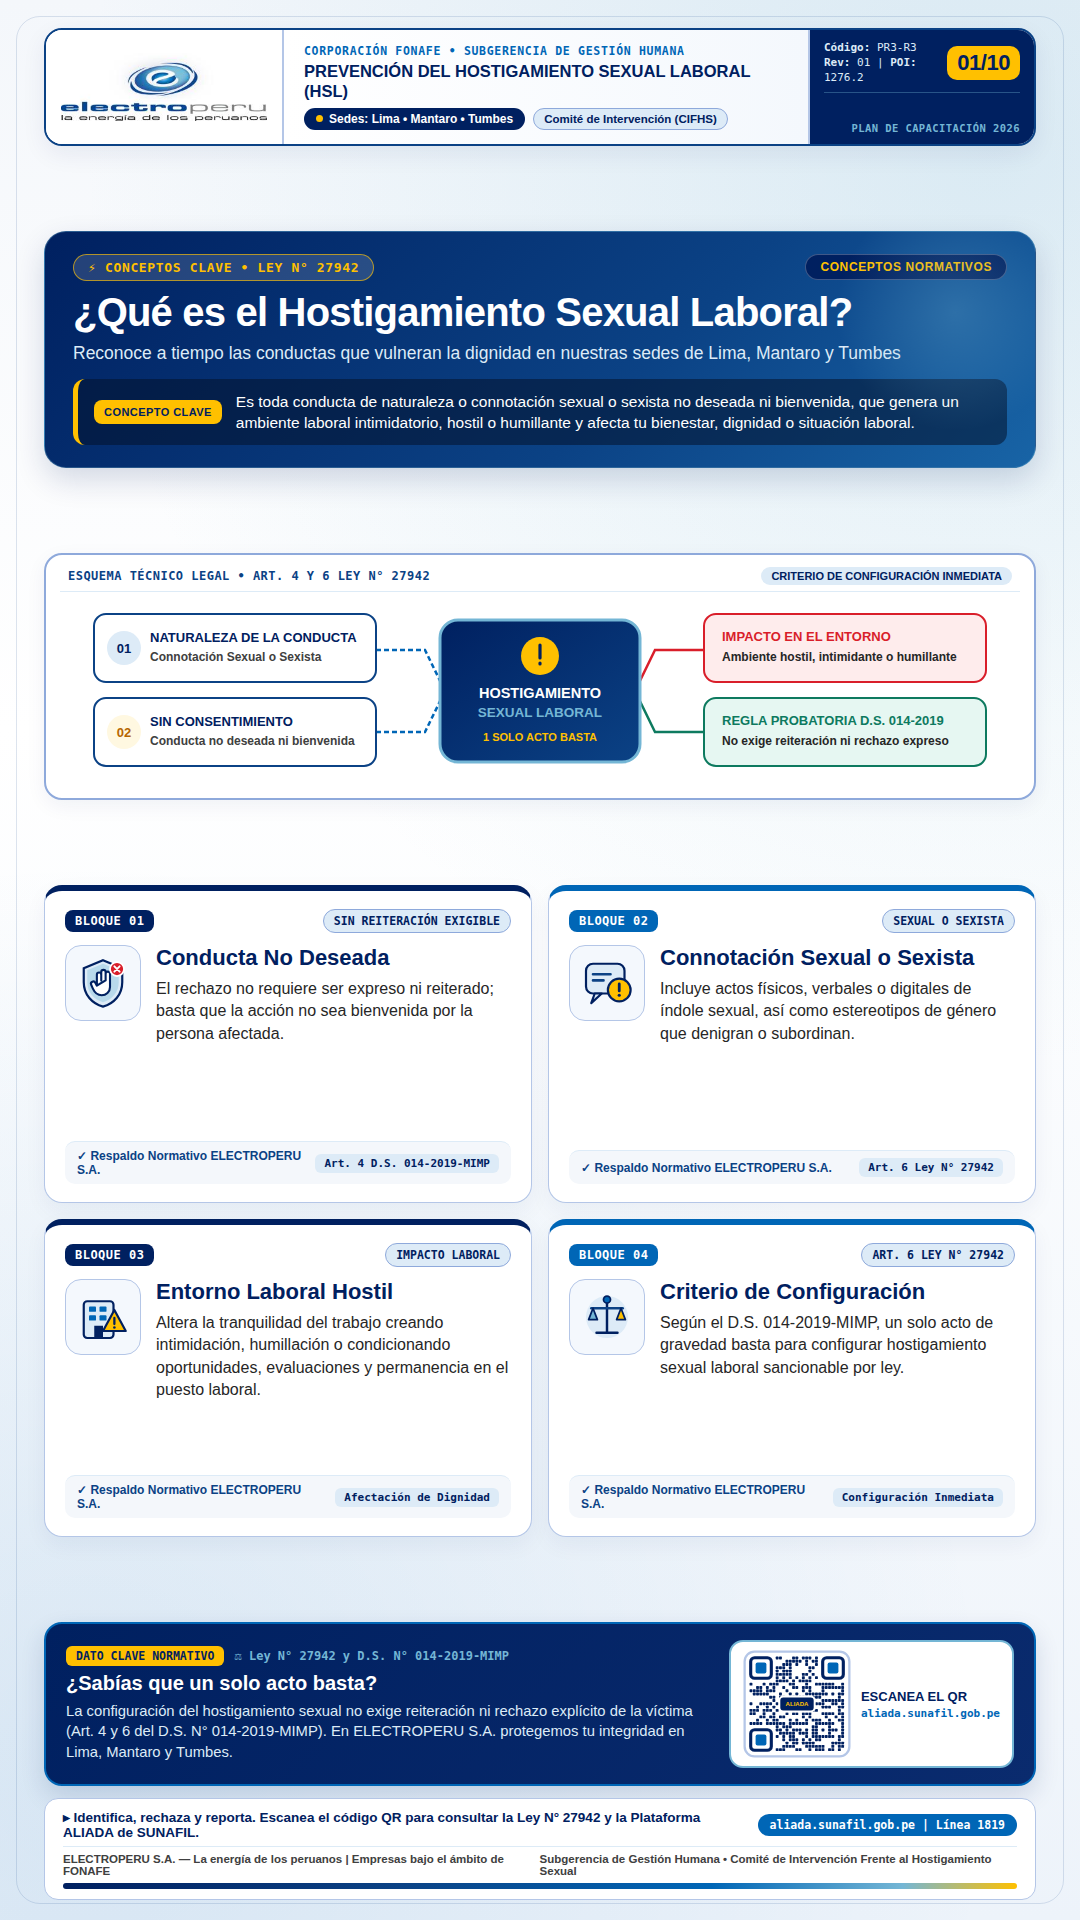 electroperu
la energía de los peruanos
CORPORACIÓN FONAFE • SUBGERENCIA DE GESTIÓN HUMANA
PREVENCIÓN DEL HOSTIGAMIENTO SEXUAL LABORAL
(HSL)
Sedes: Lima • Mantaro • Tumbes
Comité de Intervención (CIFHS)
Código: PR3-R3
Rev: 01 | POI:
1276.2
01/10
PLAN DE CAPACITACIÓN 2026
⚡ CONCEPTOS CLAVE • LEY N° 27942
CONCEPTOS NORMATIVOS
¿Qué es el Hostigamiento Sexual Laboral?
Reconoce a tiempo las conductas que vulneran la dignidad en nuestras sedes de Lima, Mantaro y Tumbes
CONCEPTO CLAVE
Es toda conducta de naturaleza o connotación sexual o sexista no deseada ni bienvenida, que genera un
ambiente laboral intimidatorio, hostil o humillante y afecta tu bienestar, dignidad o situación laboral.
ESQUEMA TÉCNICO LEGAL • ART. 4 Y 6 LEY N° 27942
CRITERIO DE CONFIGURACIÓN INMEDIATA
01
NATURALEZA DE LA CONDUCTA
Connotación Sexual o Sexista
02
SIN CONSENTIMIENTO
Conducta no deseada ni bienvenida
!
HOSTIGAMIENTO
SEXUAL LABORAL
1 SOLO ACTO BASTA
IMPACTO EN EL ENTORNO
Ambiente hostil, intimidante o humillante
REGLA PROBATORIA D.S. 014-2019
No exige reiteración ni rechazo expreso
BLOQUE 01
SIN REITERACIÓN EXIGIBLE
Conducta No Deseada
El rechazo no requiere ser expreso ni reiterado;
basta que la acción no sea bienvenida por la
persona afectada.
✓ Respaldo Normativo ELECTROPERU
S.A.
Art. 4 D.S. 014-2019-MIMP
BLOQUE 02
SEXUAL O SEXISTA
Connotación Sexual o Sexista
Incluye actos físicos, verbales o digitales de
índole sexual, así como estereotipos de género
que denigran o subordinan.
✓ Respaldo Normativo ELECTROPERU S.A.
Art. 6 Ley N° 27942
BLOQUE 03
IMPACTO LABORAL
Entorno Laboral Hostil
Altera la tranquilidad del trabajo creando
intimidación, humillación o condicionando
oportunidades, evaluaciones y permanencia en el
puesto laboral.
✓ Respaldo Normativo ELECTROPERU
S.A.
Afectación de Dignidad
BLOQUE 04
ART. 6 LEY N° 27942
Criterio de Configuración
Según el D.S. 014-2019-MIMP, un solo acto de
gravedad basta para configurar hostigamiento
sexual laboral sancionable por ley.
✓ Respaldo Normativo ELECTROPERU
S.A.
Configuración Inmediata
DATO CLAVE NORMATIVO
⚖ Ley N° 27942 y D.S. N° 014-2019-MIMP
¿Sabías que un solo acto basta?
La configuración del hostigamiento sexual no exige reiteración ni rechazo explícito de la víctima
(Art. 4 y 6 del D.S. N° 014-2019-MIMP). En ELECTROPERU S.A. protegemos tu integridad en
Lima, Mantaro y Tumbes.
ALIADA
ESCANEA EL QR
aliada.sunafil.gob.pe
▸ Identifica, rechaza y reporta. Escanea el código QR para consultar la Ley N° 27942 y la Plataforma
ALIADA de SUNAFIL.
aliada.sunafil.gob.pe | Línea 1819
ELECTROPERU S.A. — La energía de los peruanos | Empresas bajo el ámbito de
FONAFE
Subgerencia de Gestión Humana • Comité de Intervención Frente al Hostigamiento
Sexual